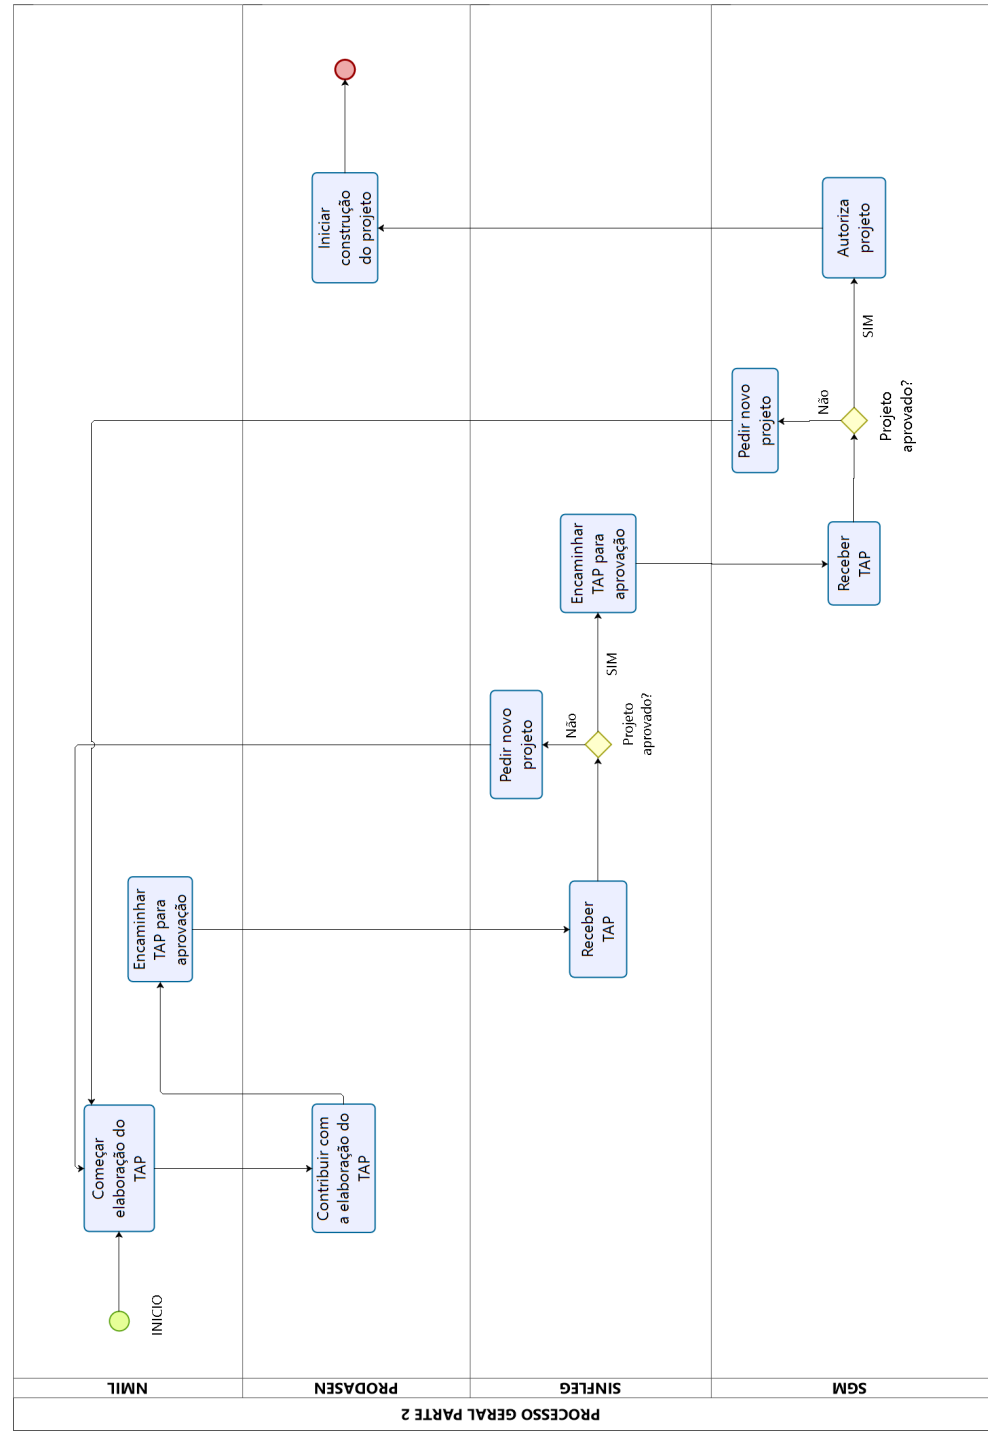 PROCESSO GERAL PARTE 2
NMIL
INICIO
Começar
elaboração do
TAP
Encaminhar
TAP para
aprovação
PRODASEN
Contribuir com
a elaboração do
TAP
Iniciar
construção
do projeto
SINFLEG
Receber
TAP
Pedir novo
projeto
Não
Projeto
aprovado?
SIM
Encaminhar
TAP para
aprovação
SGM
Receber
TAP
Pedir novo
projeto
Não
Projeto
aprovado?
SIM
Autoriza
projeto